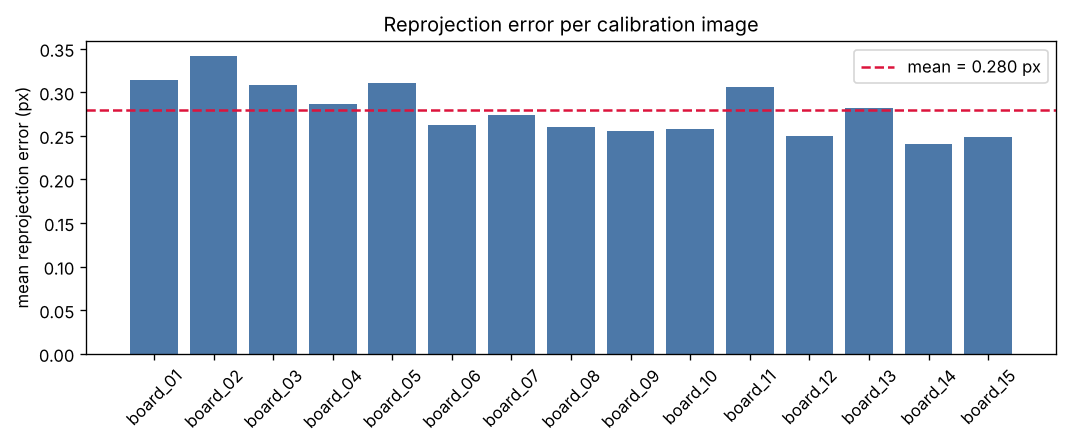 Reprojection error per calibration image
mean reprojection error (px)
0.35
0.30
0.25
0.20
0.15
0.10
0.05
0.00
mean = 0.280 px
board_01
board_02
board_03
board_04
board_05
board_06
board_07
board_08
board_09
board_10
board_11
board_12
board_13
board_14
board_15